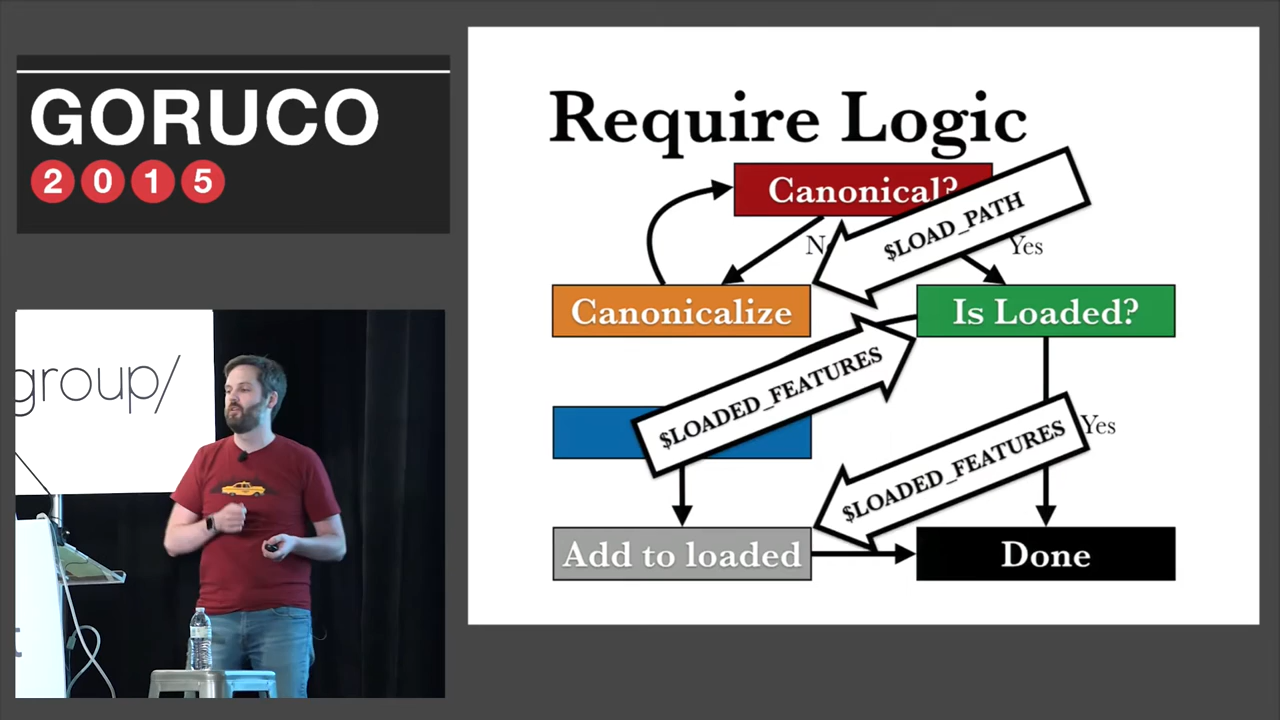 GORUCO
2 0 1 5
group/
Require Logic
Canonical?
$LOAD_PATH
Yes
Canonicalize
Is Loaded?
$LOADED_FEATURES
Yes
$LOADED_FEATURES
Add to loaded
Done